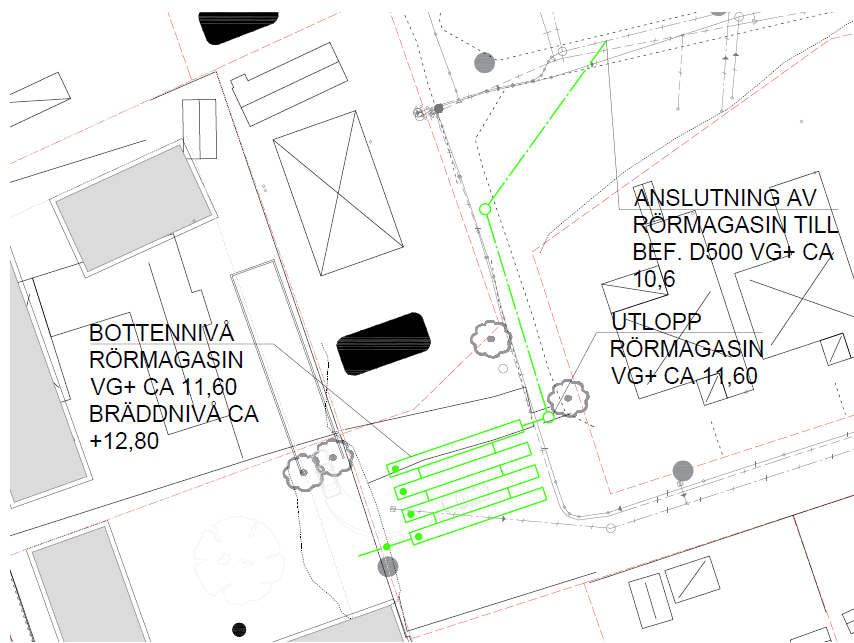 ANSLUTNING AV
RÖRMAGASIN TILL
BEF. D500 VG+ CA
10,6
UTLOPP
RÖRMAGASIN
VG+ CA 11,60
BOTTENNIVÅ
RÖRMAGASIN
VG+ CA 11,60
BRÄDDNIVÅ CA
+12,80